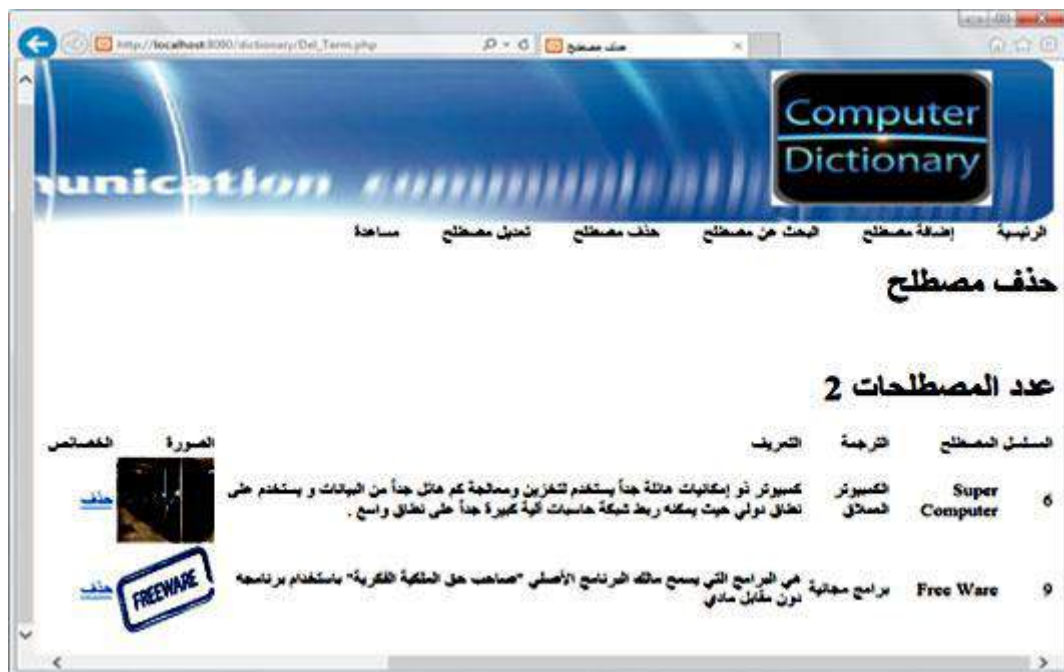 http://localhost:8080/dictionary/Del_Term.php
حذف مصطلح
Computer
Dictionary
munication
الرئيسية إضافة مصطلح البحث عن مصطلح حذف مصطلح تعديل مصطلح مساعدة
حذف مصطلح
عدد المصطلحات 2
المسلسل المصطلح الترجمة التعريف الصورة الخصائص
6 Super Computer الكمبيوتر العملاق كمبيوتر ذو إمكانيات هائلة جداً يستخدم لتخزين ومعالجة كم هائل جداً من البيانات و يستخدم على
نطاق دولي حيث يمكنه ربط شبكة حاسبات آلية كبيرة جداً على نطاق واسع . حذف
9 Free Ware برامج مجانية هي البرامج التي يسمح مالك البرنامج الأصلي "صاحب حق الملكية الفكرية" باستخدام برنامجه
دون مقابل مادي FREEWARE حذف